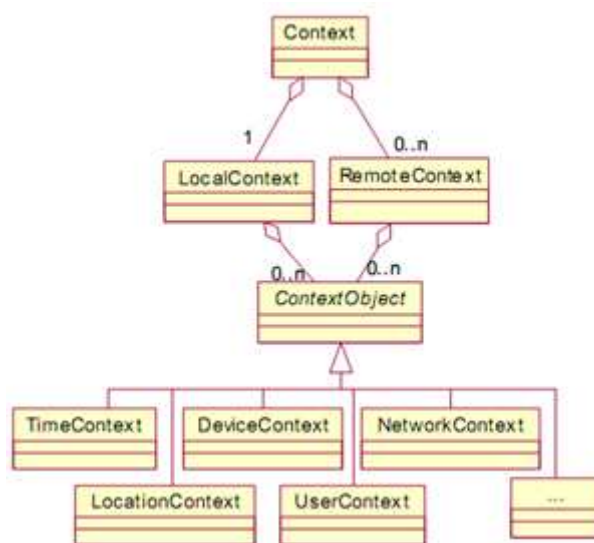 Context
1
0..n
LocalContext
RemoteContext
0..n
0..n
ContextObject
TimeContext
DeviceContext
NetworkContext
LocationContext
UserContext
...